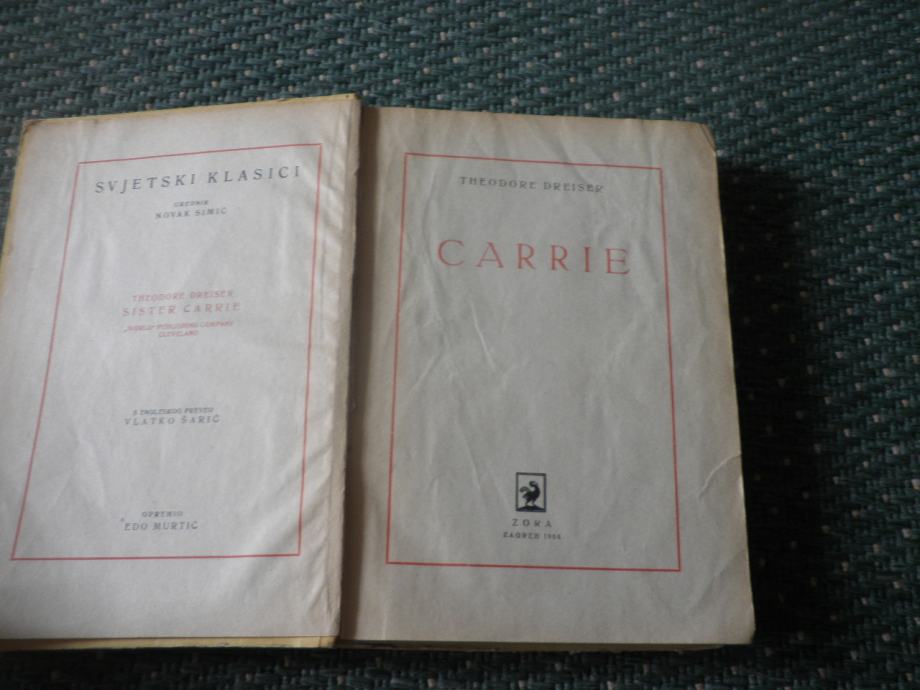 SVJETSKI KLASICI
UREDNIK
NOVAK SIMIĆ
THEODORE DREISER
SISTER CARRIE
„WORLD“ PUBLISHING COMPANY
CLEVELAND
S ENGLESKOG PREVEO
VLATKO ŠARIĆ
OPREMIO
EDO MURTIĆ
THEODORE DREISER
CARRIE
ZORA
ZAGREB